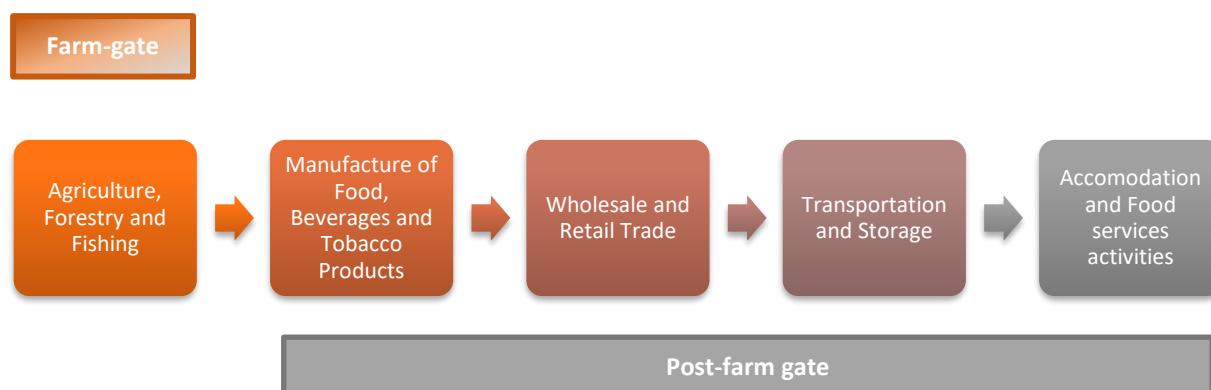 Farm-gate
Agriculture,
Forestry and
Fishing
Manufacture of
Food,
Beverages and
Tobacco
Products
Wholesale and
Retail Trade
Transportation
and Storage
Accomodation
and Food
services
activities
Post-farm gate